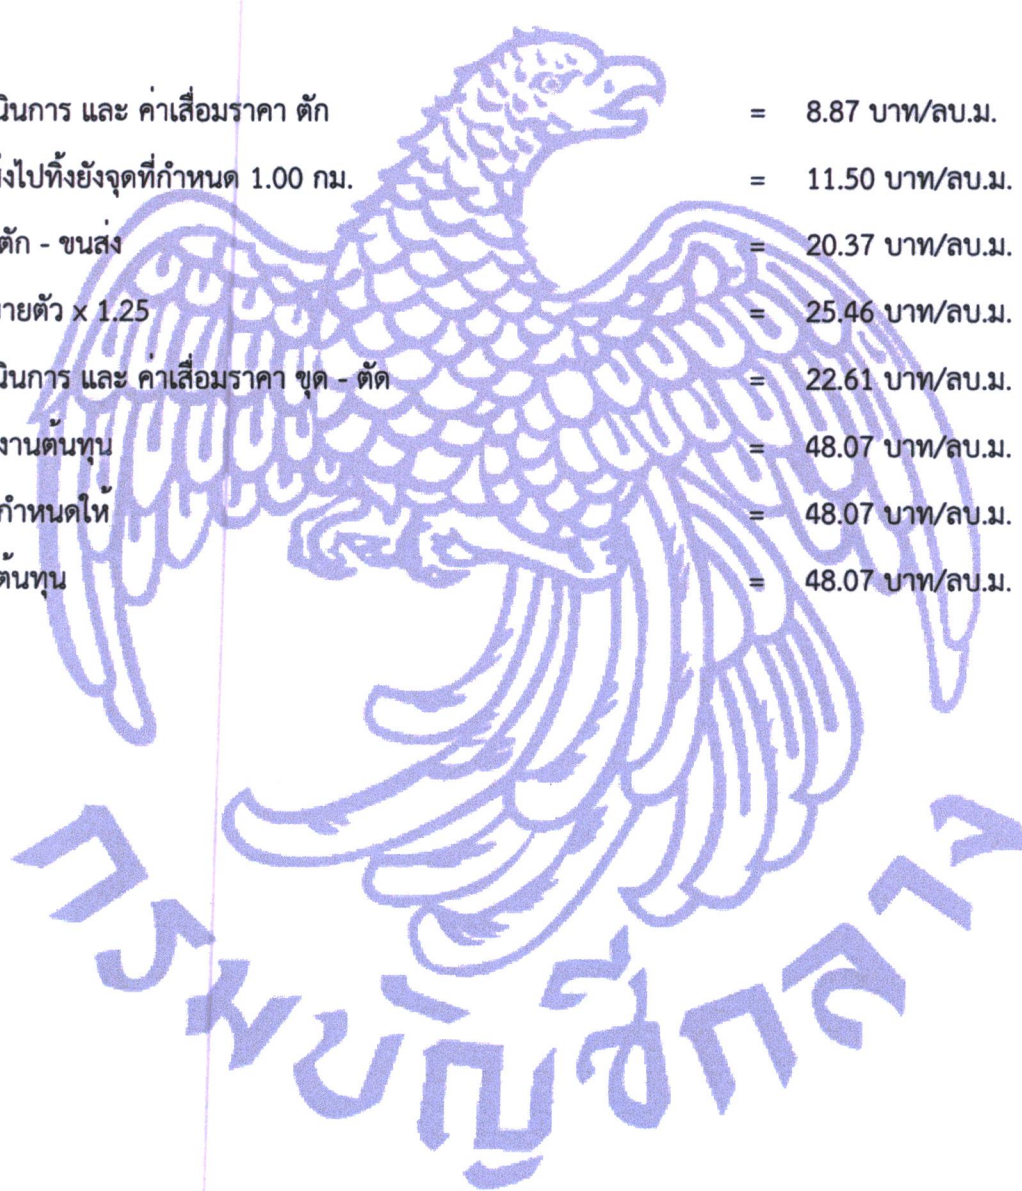 นินการ และ ค่าเสื่อมราคา ตัก = 8.87 บาท/ลบ.ม.
งไปทิ้งยังจุดที่กำหนด 1.00 กม. = 11.50 บาท/ลบ.ม.
ตัก - ขนส่ง = 20.37 บาท/ลบ.ม.
ายตัว x 1.25 = 25.46 บาท/ลบ.ม.
นินการ และ ค่าเสื่อมราคา ขุด - ตัด = 22.61 บาท/ลบ.ม.
งานต้นทุน = 48.07 บาท/ลบ.ม.
กำหนดให้ = 48.07 บาท/ลบ.ม.
ต้นทุน = 48.07 บาท/ลบ.ม.
กรมบัญชีกลาง